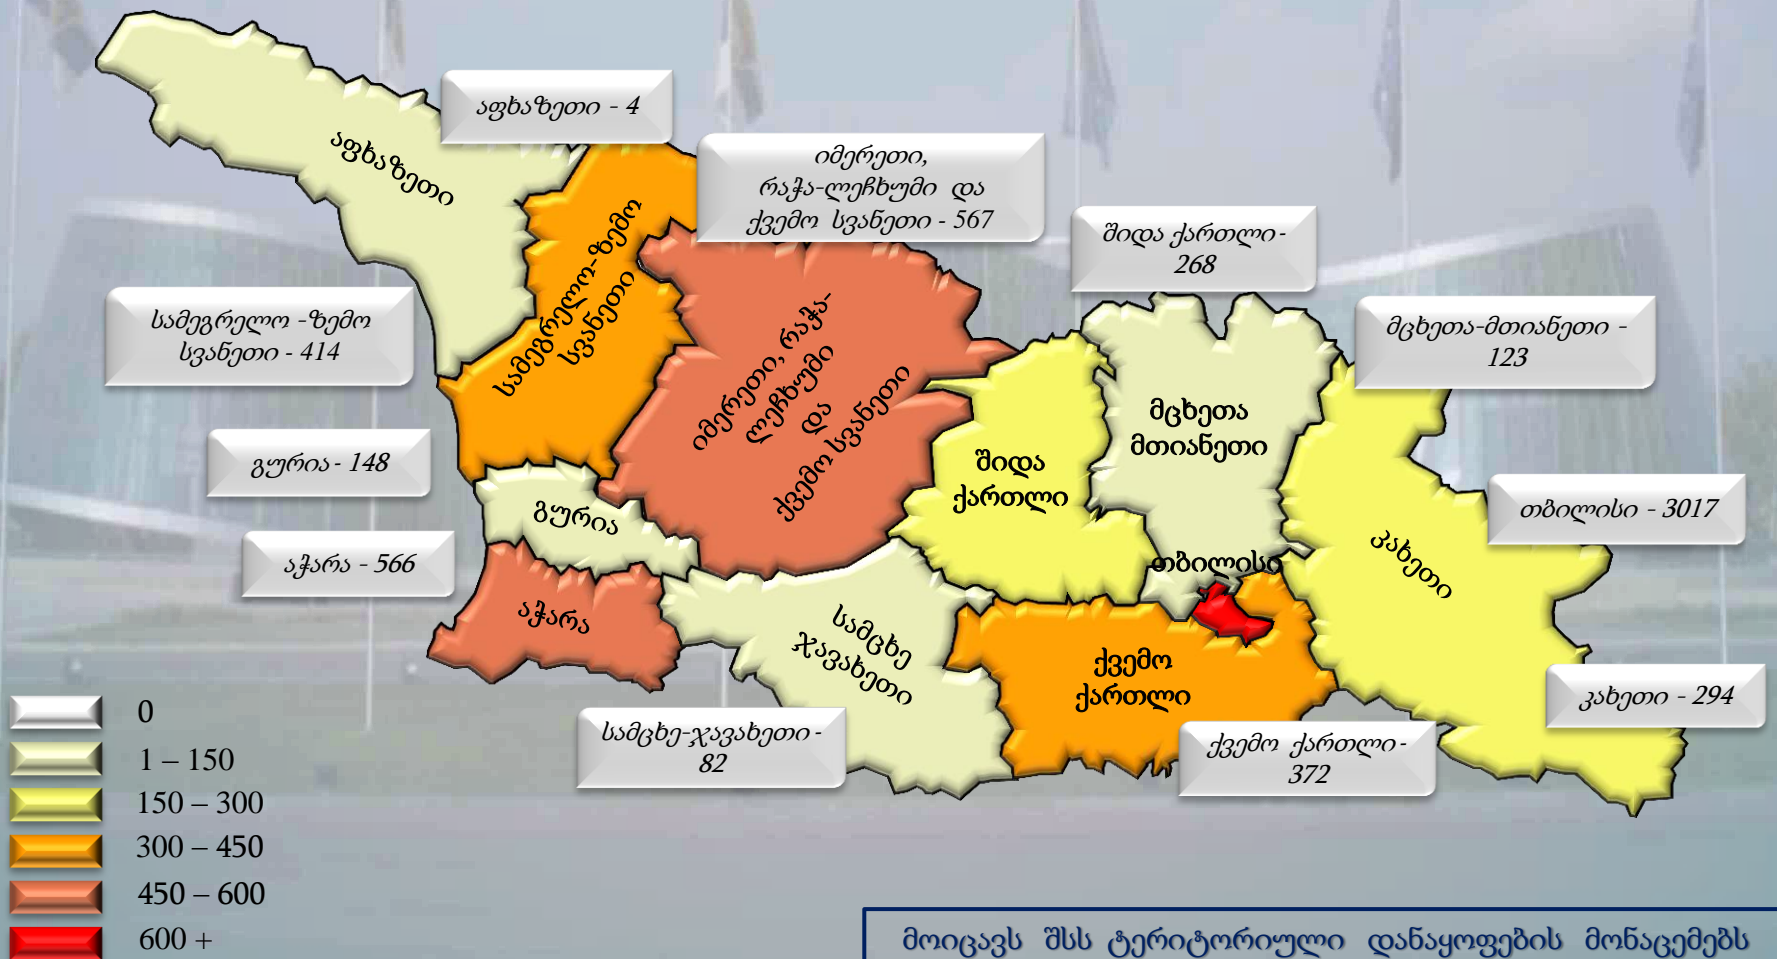 აფხაზეთი - 4
იმერეთი,
რაჭა-ლეჩხუმი და
ქვემო სვანეთი - 567
შიდა ქართლი-
268
სამეგრელო -ზემო
სვანეთი - 414
მცხეთა-მთიანეთი -
123
გურია- 148
თბილისი - 3017
აჭარა - 566
კახეთი - 294
სამცხე-ჯავახეთი-
82
ქვემო ქართლი-
372
აფხაზეთი
სამეგრელო-ზემო
სვანეთი
იმერეთი, რაჭა-
ლეჩხუმი
და
ქვემო სვანეთი
შიდა
ქართლი
მცხეთა
მთიანეთი
თბილისი
კახეთი
გურია
აჭარა
სამცხე
ჯავახეთი
ქვემო
ქართლი
0
1 – 150
150 – 300
300 – 450
450 – 600
600 +
მოიცავს შსს ტერიტორიული დანაყოფების მონაცემებს